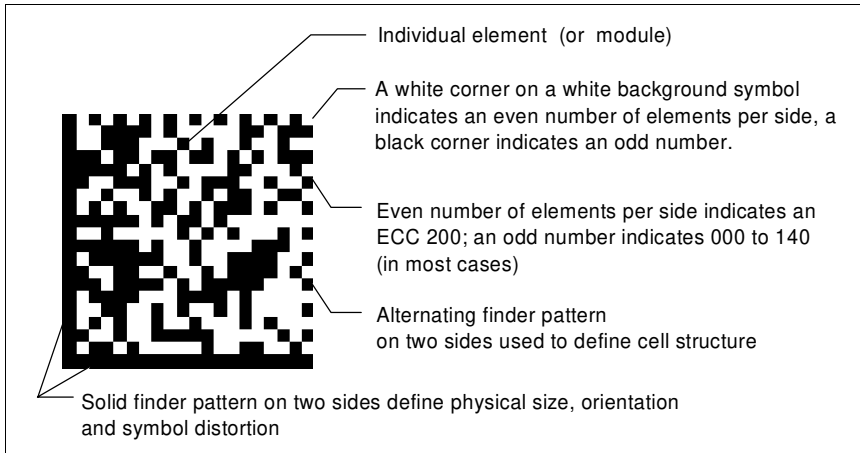 Individual element (or module)
A white corner on a white background symbol
indicates an even number of elements per side, a
black corner indicates an odd number.
Even number of elements per side indicates an
ECC 200; an odd number indicates 000 to 140
(in most cases)
Alternating finder pattern
on two sides used to define cell structure
Solid finder pattern on two sides define physical size, orientation
and symbol distortion